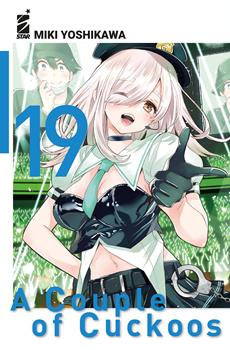 STAR
MIKI YOSHIKAWA
19
A Couple
of Cuckoos